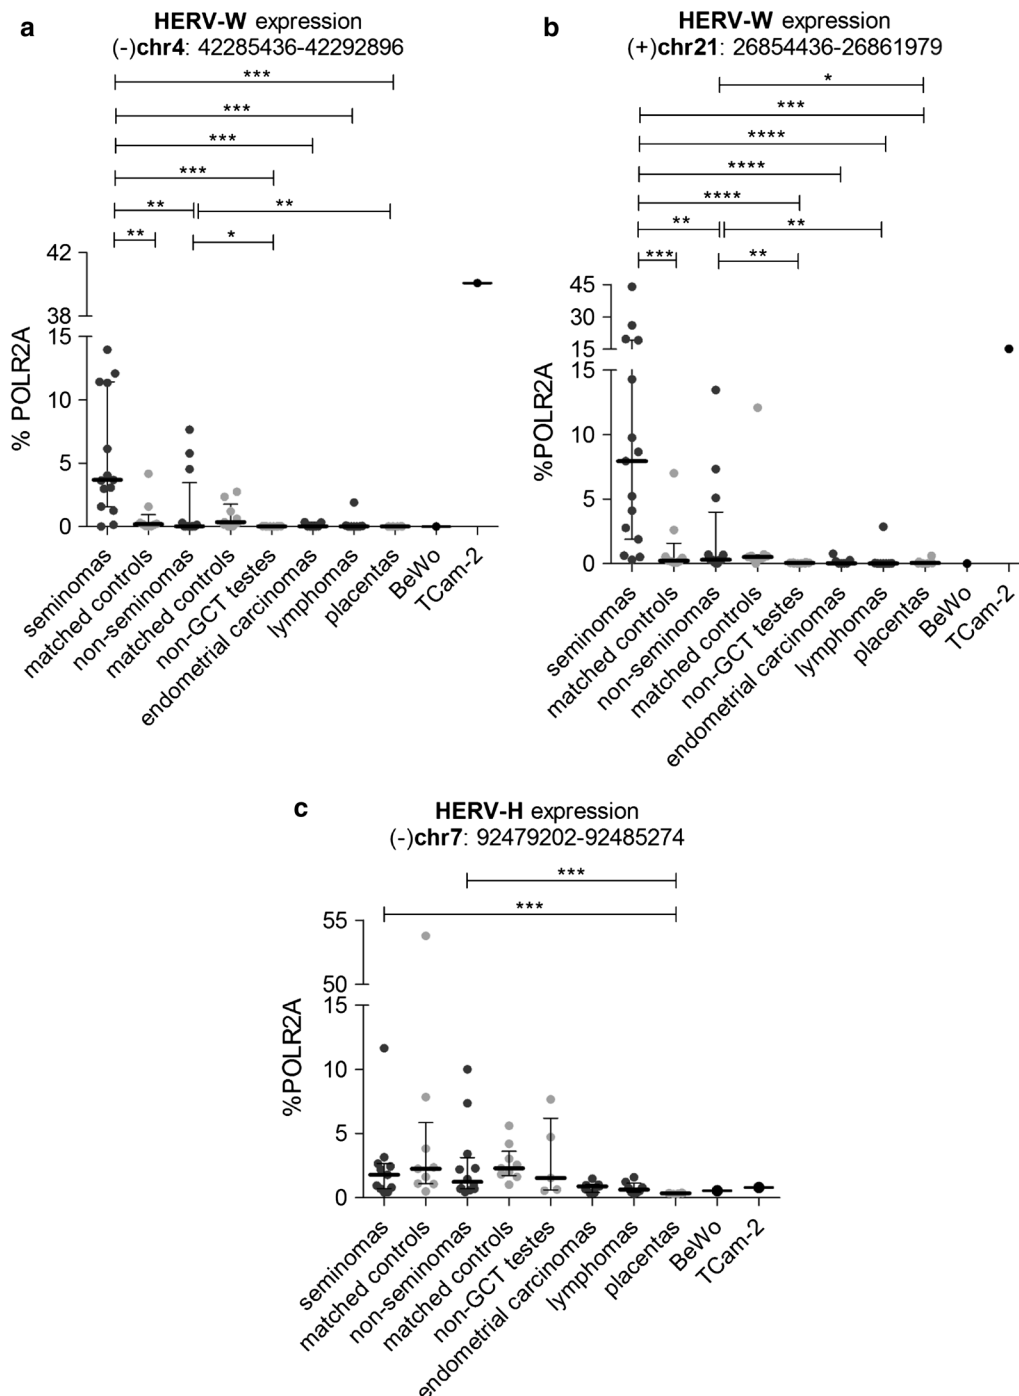 a
HERV-W expression
(-)chr4: 42285436-42292896
***
***
***
***
** **
** *
42
38
15
10
5
0
% POLR2A
seminomas
matched controls
non-seminomas
matched controls
non-GCT testes
endometrial carcinomas
lymphomas
placentas
BeWo
TCam-2
b
HERV-W expression
(+)chr21: 26854436-26861979
*
***
****
****
****
** **
*** **
45
30
15
15
10
5
0
%POLR2A
seminomas
matched controls
non-seminomas
matched controls
non-GCT testes
endometrial carcinomas
lymphomas
placentas
BeWo
TCam-2
c
HERV-H expression
(-)chr7: 92479202-92485274
***
***
55
50
15
10
5
0
%POLR2A
seminomas
matched controls
non-seminomas
matched controls
non-GCT testes
endometrial carcinomas
lymphomas
placentas
BeWo
TCam-2